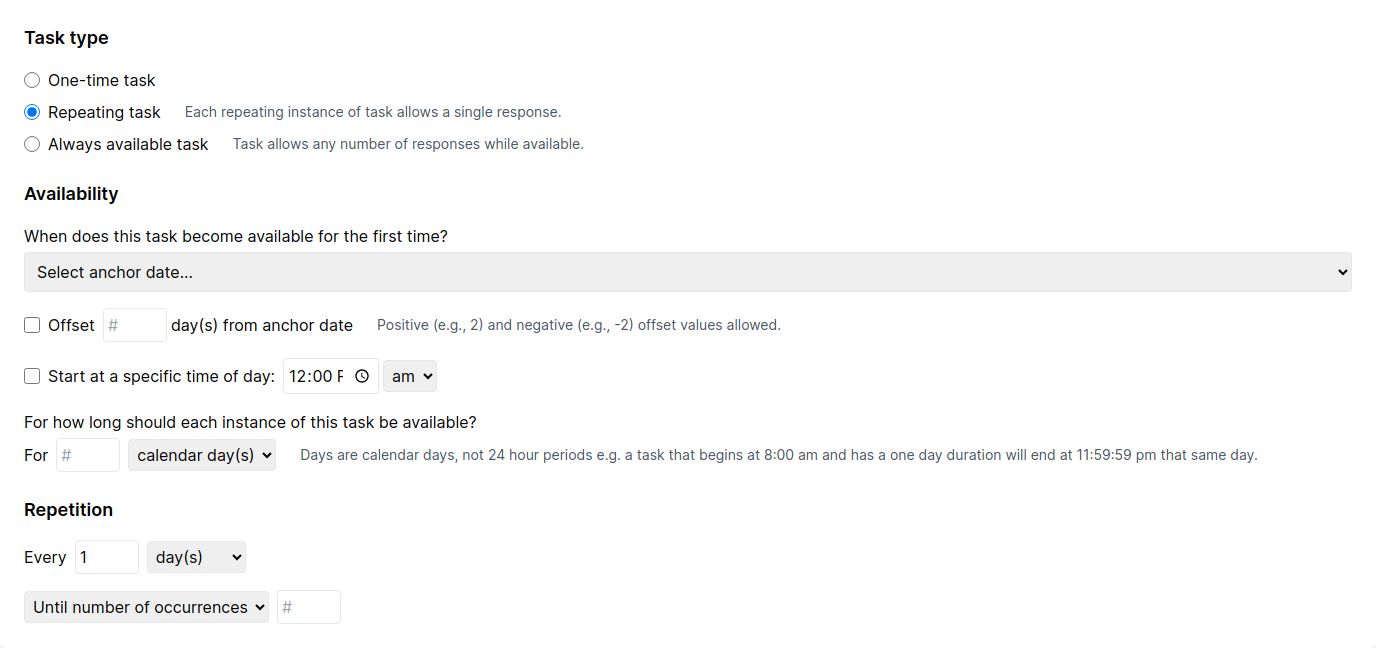 Task type
One-time task
Repeating task Each repeating instance of task allows a single response.
Always available task Task allows any number of responses while available.
Availability
When does this task become available for the first time?
Select anchor date...
Offset # day(s) from anchor date Positive (e.g., 2) and negative (e.g., -2) offset values allowed.
Start at a specific time of day: 12:00 P am
For how long should each instance of this task be available?
For # calendar day(s) Days are calendar days, not 24 hour periods e.g. a task that begins at 8:00 am and has a one day duration will end at 11:59:59 pm that same day.
Repetition
Every 1 day(s)
Until number of occurrences #